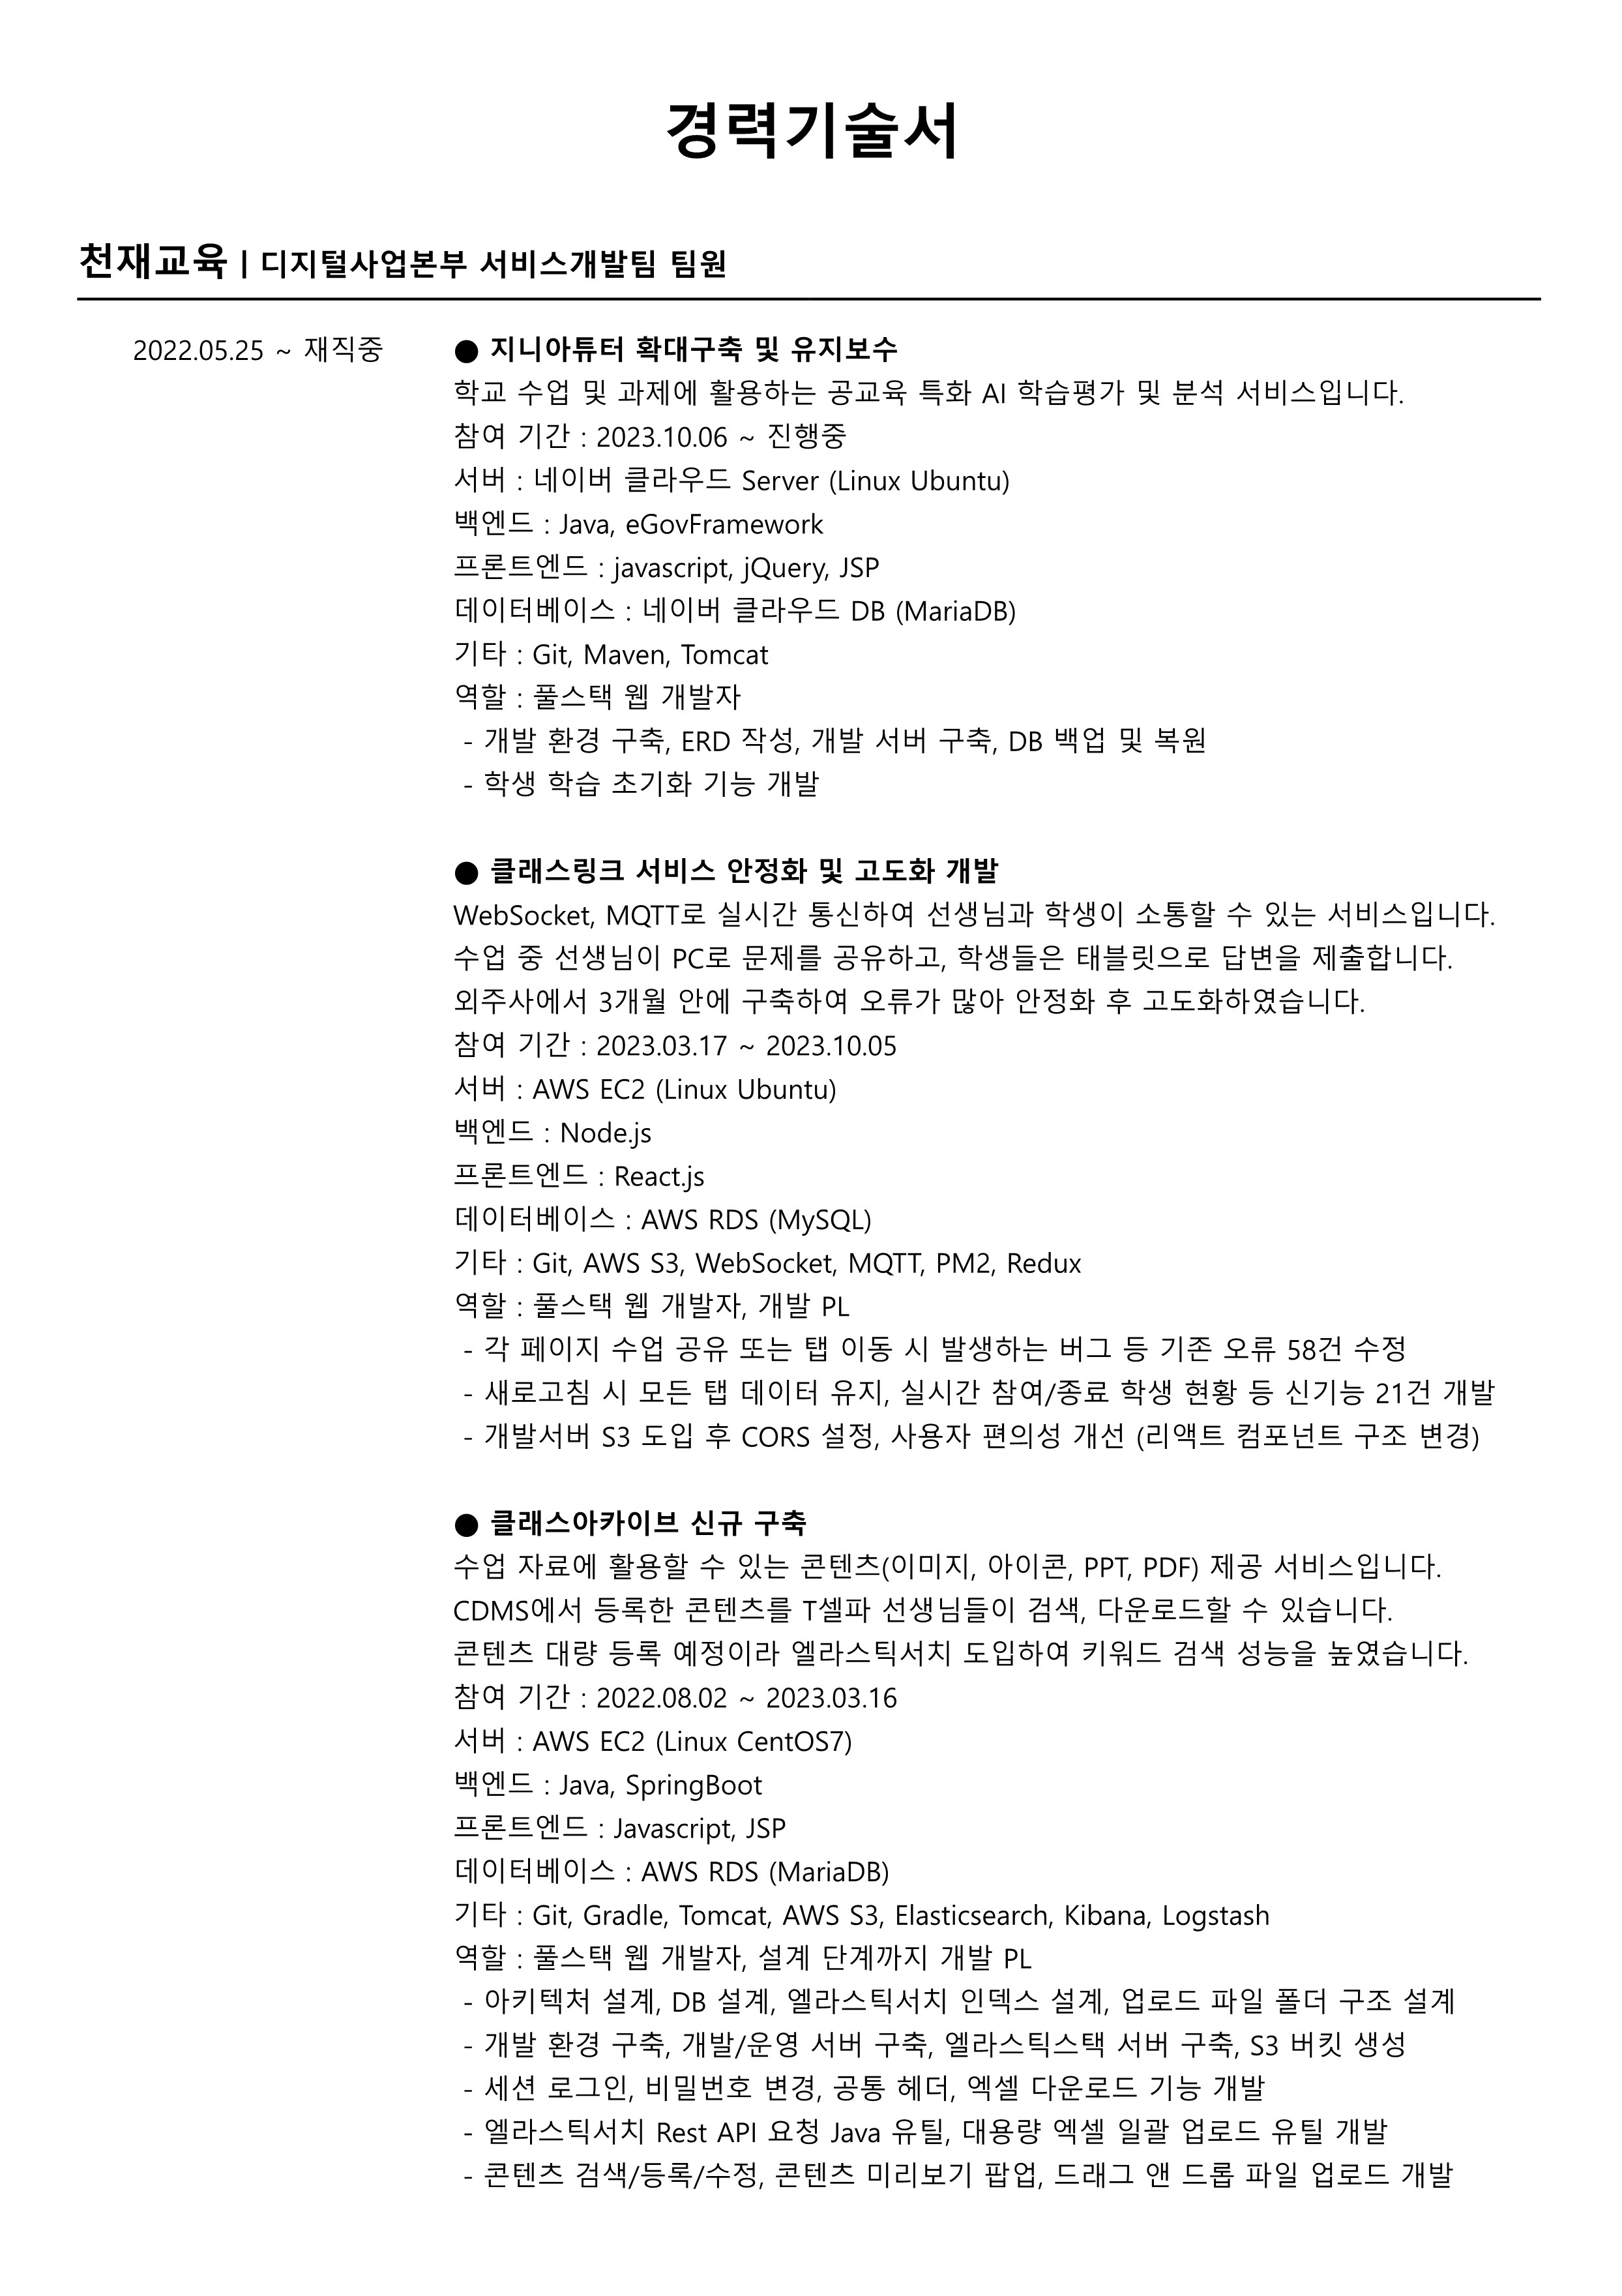 경력기술서
천재교육 | 디지털사업본부 서비스개발팀 팀원
2022.05.25 ~ 재직중
● 지니아튜터 확대구축 및 유지보수
학교 수업 및 과제에 활용하는 공교육 특화 AI 학습평가 및 분석 서비스입니다.
참여 기간 : 2023.10.06 ~ 진행중
서버 : 네이버 클라우드 Server (Linux Ubuntu)
백엔드 : Java, eGovFramework
프론트엔드 : javascript, jQuery, JSP
데이터베이스 : 네이버 클라우드 DB (MariaDB)
기타 : Git, Maven, Tomcat
역할 : 풀스택 웹 개발자
- 개발 환경 구축, ERD 작성, 개발 서버 구축, DB 백업 및 복원
- 학생 학습 초기화 기능 개발
● 클래스링크 서비스 안정화 및 고도화 개발
WebSocket, MQTT로 실시간 통신하여 선생님과 학생이 소통할 수 있는 서비스입니다.
수업 중 선생님이 PC로 문제를 공유하고, 학생들은 태블릿으로 답변을 제출합니다.
외주사에서 3개월 안에 구축하여 오류가 많아 안정화 후 고도화하였습니다.
참여 기간 : 2023.03.17 ~ 2023.10.05
서버 : AWS EC2 (Linux Ubuntu)
백엔드 : Node.js
프론트엔드 : React.js
데이터베이스 : AWS RDS (MySQL)
기타 : Git, AWS S3, WebSocket, MQTT, PM2, Redux
역할 : 풀스택 웹 개발자, 개발 PL
- 각 페이지 수업 공유 또는 탭 이동 시 발생하는 버그 등 기존 오류 58건 수정
- 새로고침 시 모든 탭 데이터 유지, 실시간 참여/종료 학생 현황 등 신기능 21건 개발
- 개발서버 S3 도입 후 CORS 설정, 사용자 편의성 개선 (리액트 컴포넌트 구조 변경)
● 클래스아카이브 신규 구축
수업 자료에 활용할 수 있는 콘텐츠(이미지, 아이콘, PPT, PDF) 제공 서비스입니다.
CDMS에서 등록한 콘텐츠를 T셀파 선생님들이 검색, 다운로드할 수 있습니다.
콘텐츠 대량 등록 예정이라 엘라스틱서치 도입하여 키워드 검색 성능을 높였습니다.
참여 기간 : 2022.08.02 ~ 2023.03.16
서버 : AWS EC2 (Linux CentOS7)
백엔드 : Java, SpringBoot
프론트엔드 : Javascript, JSP
데이터베이스 : AWS RDS (MariaDB)
기타 : Git, Gradle, Tomcat, AWS S3, Elasticsearch, Kibana, Logstash
역할 : 풀스택 웹 개발자, 설계 단계까지 개발 PL
- 아키텍처 설계, DB 설계, 엘라스틱서치 인덱스 설계, 업로드 파일 폴더 구조 설계
- 개발 환경 구축, 개발/운영 서버 구축, 엘라스틱스택 서버 구축, S3 버킷 생성
- 세션 로그인, 비밀번호 변경, 공통 헤더, 엑셀 다운로드 기능 개발
- 엘라스틱서치 Rest API 요청 Java 유틸, 대용량 엑셀 일괄 업로드 유틸 개발
- 콘텐츠 검색/등록/수정, 콘텐츠 미리보기 팝업, 드래그 앤 드롭 파일 업로드 개발